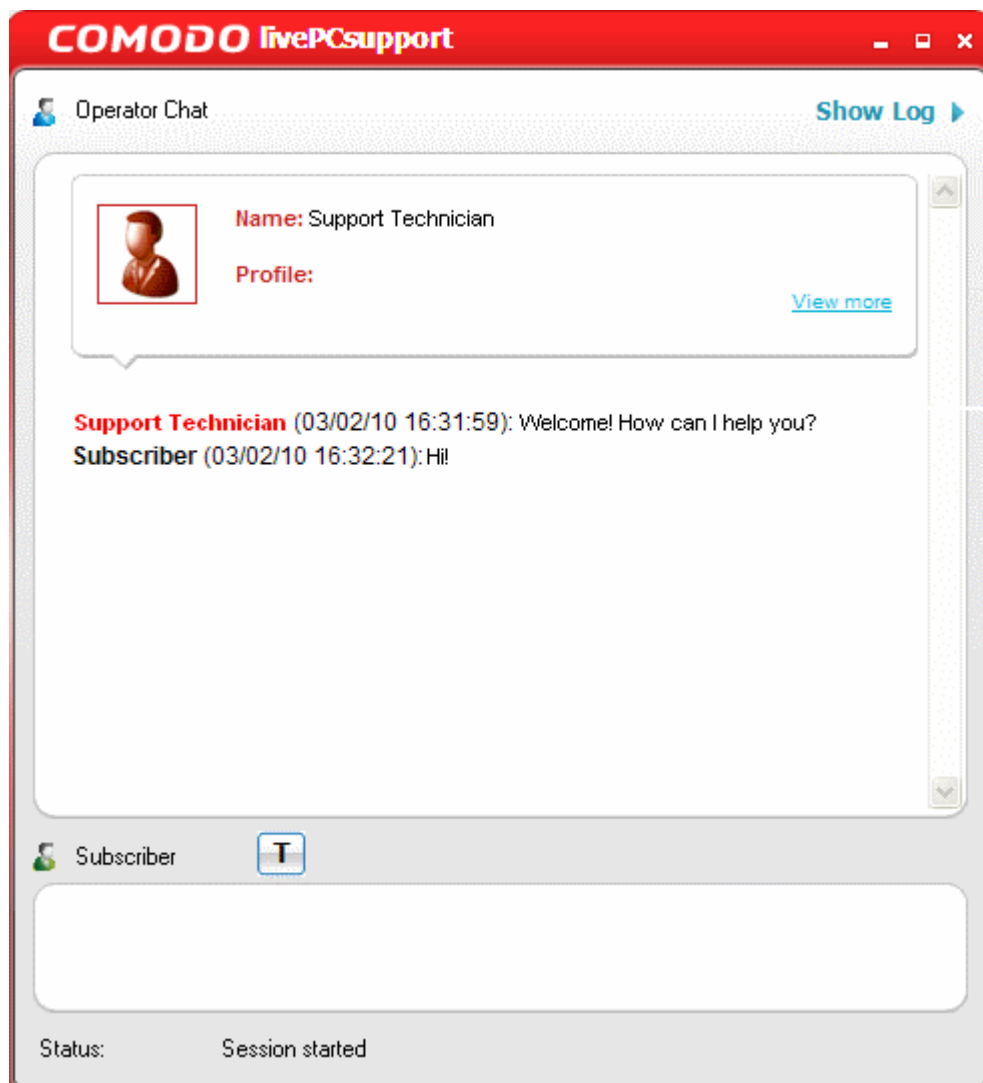 COMODO livePCsupport
Operator Chat
Show Log
Name: Support Technician
Profile:
View more
Support Technician (03/02/10 16:31:59): Welcome! How can I help you?
Subscriber (03/02/10 16:32:21): Hi!
Subscriber
T
Status: Session started